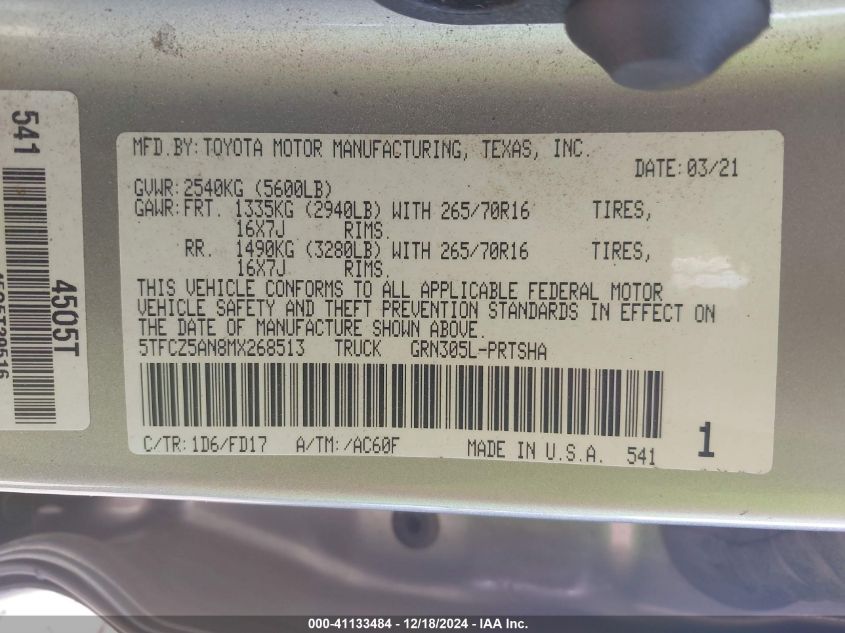 541
4505T
MFD.BY:TOYOTA MOTOR MANUFACTURING, TEXAS, INC.
DATE:03/21
GVWR:2540KG (5600LB)
GAWR:FRT. 1335KG (2940LB) WITH 265/70R16 TIRES,
16X7J RIMS.
RR. 1490KG (3280LB) WITH 265/70R16 TIRES,
16X7J RIMS.
THIS VEHICLE CONFORMS TO ALL APPLICABLE FEDERAL MOTOR
VEHICLE SAFETY AND THEFT PREVENTION STANDARDS IN EFFECT ON
THE DATE OF MANUFACTURE SHOWN ABOVE.
5TFCZ5AN8MX268513 TRUCK GRN305L-PRTSHA
C/TR:1D6/FD17 A/TM:/AC60F MADE IN U.S.A. 541
1
000-41133484 - 12/18/2024 - IAA Inc.